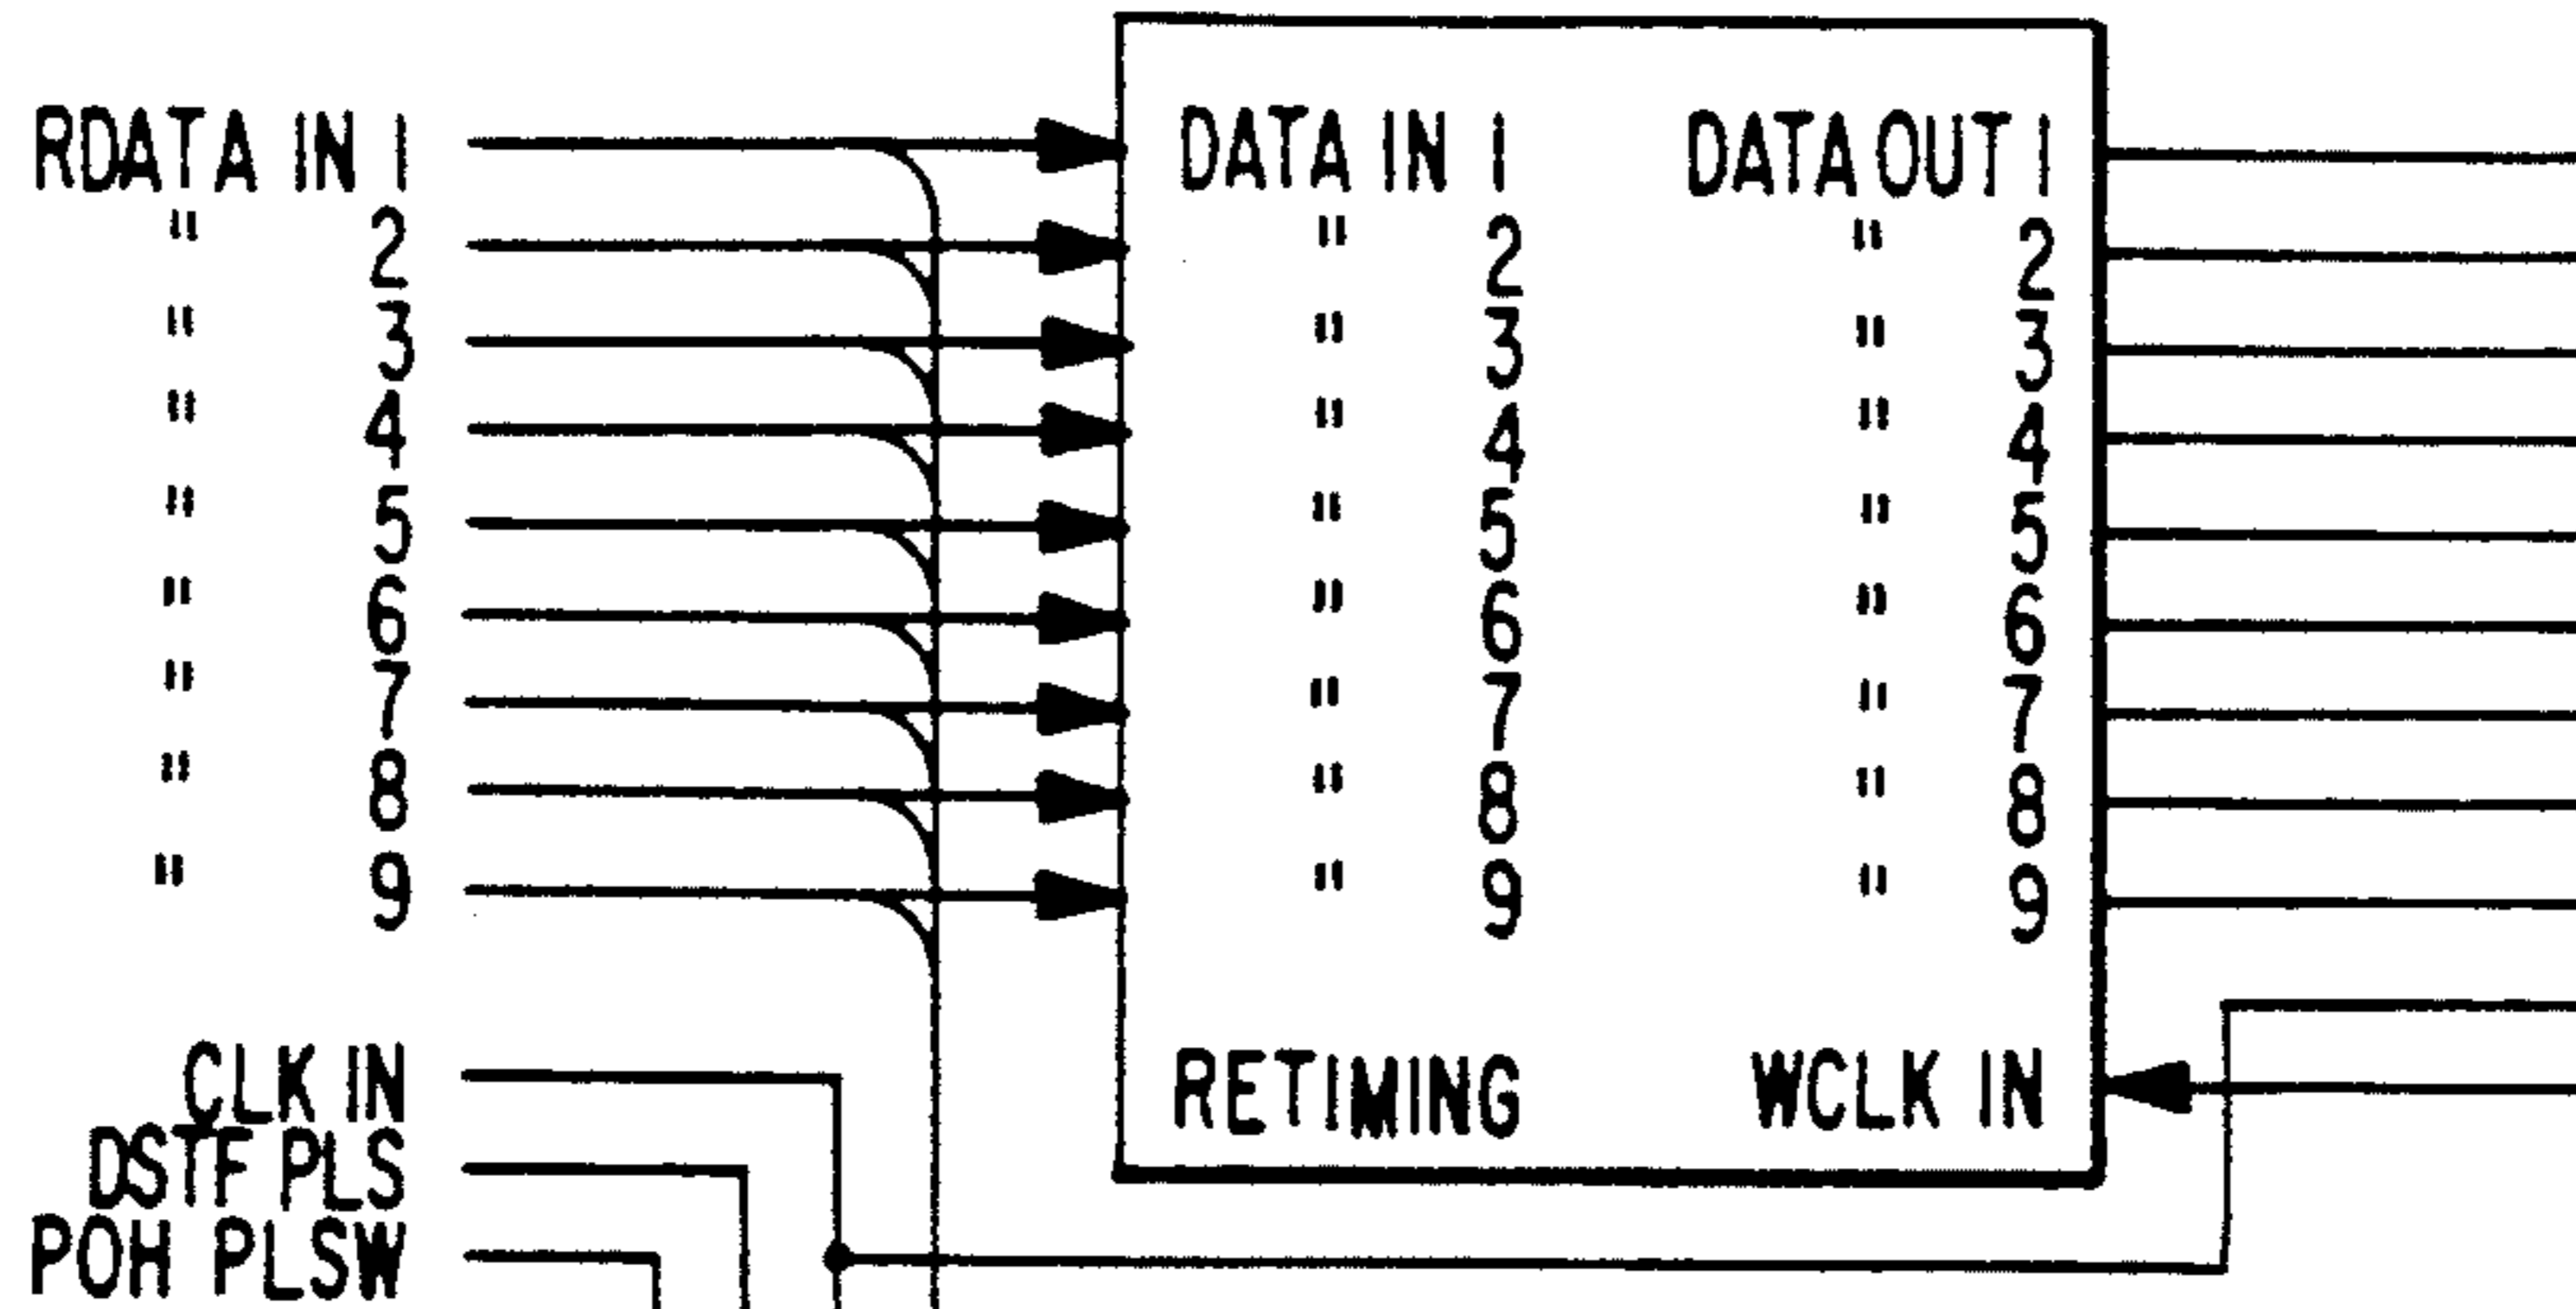 RDATA IN 1 DATA IN 1 DATA OUT 1
" 2 " 2 " 2
" 3 " 3 " 3
" 4 " 4 " 4
" 5 " 5 " 5
" 6 " 6 " 6
" 7 " 7 " 7
" 8 " 8 " 8
" 9 " 9 " 9
CLK IN RETIMING WCLK IN
DSTF PLS
POH PLSW